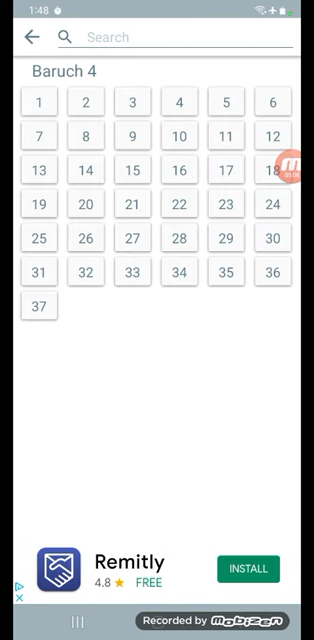 1:48
Search
Baruch 4
1 2 3 4 5 6
7 8 9 10 11 12
13 14 15 16 17 18
19 20 21 22 23 24
25 26 27 28 29 30
31 32 33 34 35 36
37
Remitly
4.8 ★ FREE
INSTALL
Recorded by MOBIZEN